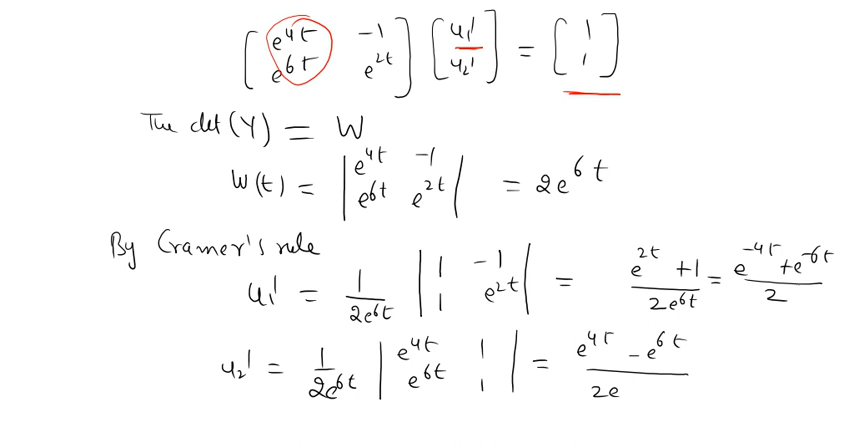 [e^{4t} -1; e^{6t} e^{2t}] [u₁'; u₂'] = [1; 1]
The det(Y) = W
W(t) = |e^{4t} -1; e^{6t} e^{2t}| = 2e^{6t}
By Cramer's rule
u₁' = 1/(2e^{6t}) |1 -1; 1 e^{2t}| = (e^{2t} + 1)/(2e^{6t}) = (e^{-4t} + e^{-6t})/2
u₂' = 1/(2e^{6t}) |e^{4t} 1; e^{6t} 1| = (e^{4t} - e^{6t})/(2e)